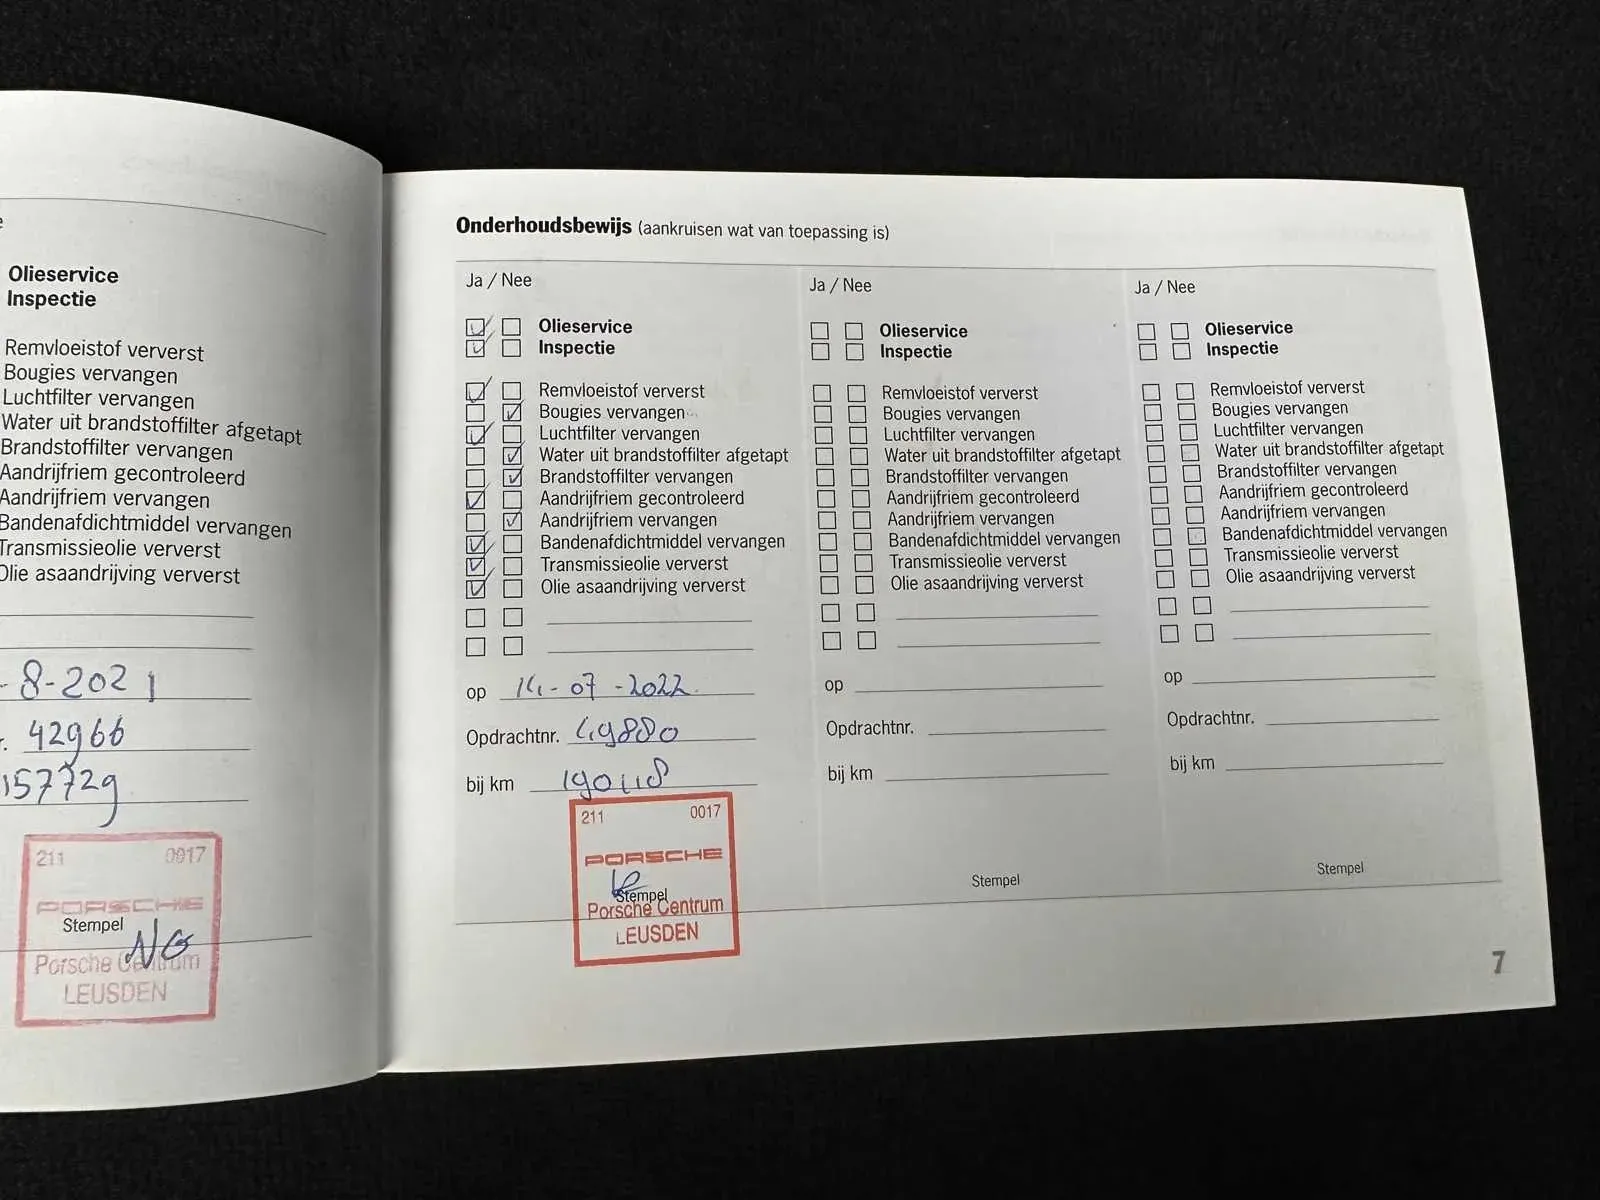 Olieservice
Inspectie
Remvloeistof ververst
Bougies vervangen
Luchtfilter vervangen
Water uit brandstoffilter afgetapt
Brandstoffilter vervangen
Aandrijfriem gecontroleerd
Aandrijfriem vervangen
Bandenafdichtmiddel vervangen
Transmissieolie ververst
Olie asaandrijving ververst
-8-2021
42966
157729
211 0017
PORSCHE
Stempel
NG
Porsche Centrum
LEUSDEN
Onderhoudsbewijs (aankruisen wat van toepassing is)
Ja / Nee
Olieservice
Inspectie
Remvloeistof ververst
Bougies vervangen
Luchtfilter vervangen
Water uit brandstoffilter afgetapt
Brandstoffilter vervangen
Aandrijfriem gecontroleerd
Aandrijfriem vervangen
Bandenafdichtmiddel vervangen
Transmissieolie ververst
Olie asaandrijving ververst
op 14-07-2022
Opdrachtnr. 49880
bij km
211 0017
PORSCHE
Stempel
Porsche Centrum
LEUSDEN
Ja / Nee
Olieservice
Inspectie
Remvloeistof ververst
Bougies vervangen
Luchtfilter vervangen
Water uit brandstoffilter afgetapt
Brandstoffilter vervangen
Aandrijfriem gecontroleerd
Aandrijfriem vervangen
Bandenafdichtmiddel vervangen
Transmissieolie ververst
Olie asaandrijving ververst
op
Opdrachtnr.
bij km
Stempel
Ja / Nee
Olieservice
Inspectie
Remvloeistof ververst
Bougies vervangen
Luchtfilter vervangen
Water uit brandstoffilter afgetapt
Brandstoffilter vervangen
Aandrijfriem gecontroleerd
Aandrijfriem vervangen
Bandenafdichtmiddel vervangen
Transmissieolie ververst
Olie asaandrijving ververst
op
Opdrachtnr.
bij km
Stempel
7